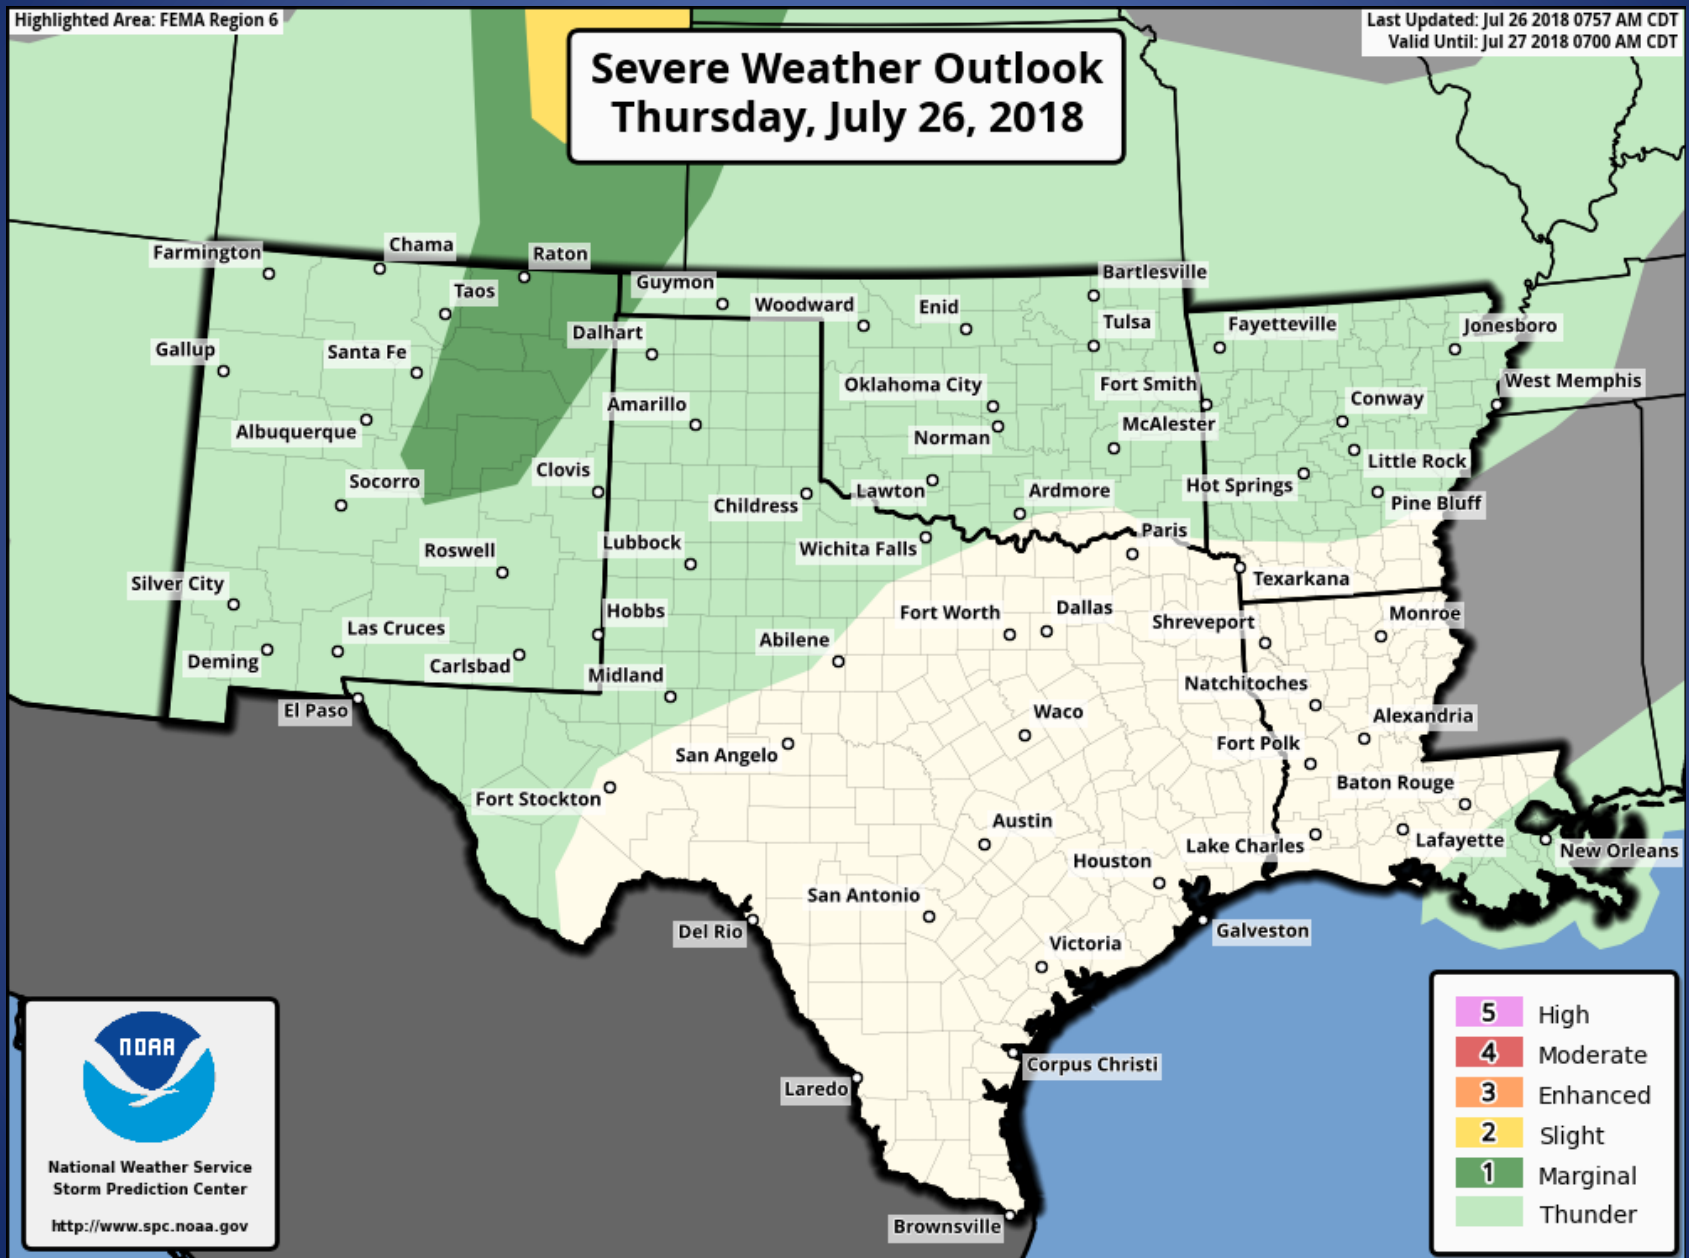 Highlighted Area: FEMA Region 6
Last Updated: Jul 26 2018 0757 AM CDT
Valid Until: Jul 27 2018 0700 AM CDT
Severe Weather Outlook
Thursday, July 26, 2018
Farmington
Chama
Raton
Taos
Guymon
Woodward
Enid
Bartlesville
Tulsa
Fayetteville
Jonesboro
Gallup
Santa Fe
Dalhart
Oklahoma City
Fort Smith
Conway
West Memphis
Albuquerque
Amarillo
Norman
McAlester
Little Rock
Socorro
Clovis
Childress
Lawton
Ardmore
Hot Springs
Pine Bluff
Roswell
Lubbock
Wichita Falls
Paris
Texarkana
Silver City
Las Cruces
Hobbs
Fort Worth
Dallas
Shreveport
Monroe
Deming
Carlsbad
Midland
Abilene
Natchitoches
El Paso
San Angelo
Waco
Fort Polk
Alexandria
Fort Stockton
Austin
Baton Rouge
Lake Charles
Lafayette
New Orleans
Houston
San Antonio
Del Rio
Victoria
Galveston
Corpus Christi
Laredo
Brownsville
NOAA
National Weather Service
Storm Prediction Center
http://www.spc.noaa.gov
5 High
4 Moderate
3 Enhanced
2 Slight
1 Marginal
Thunder